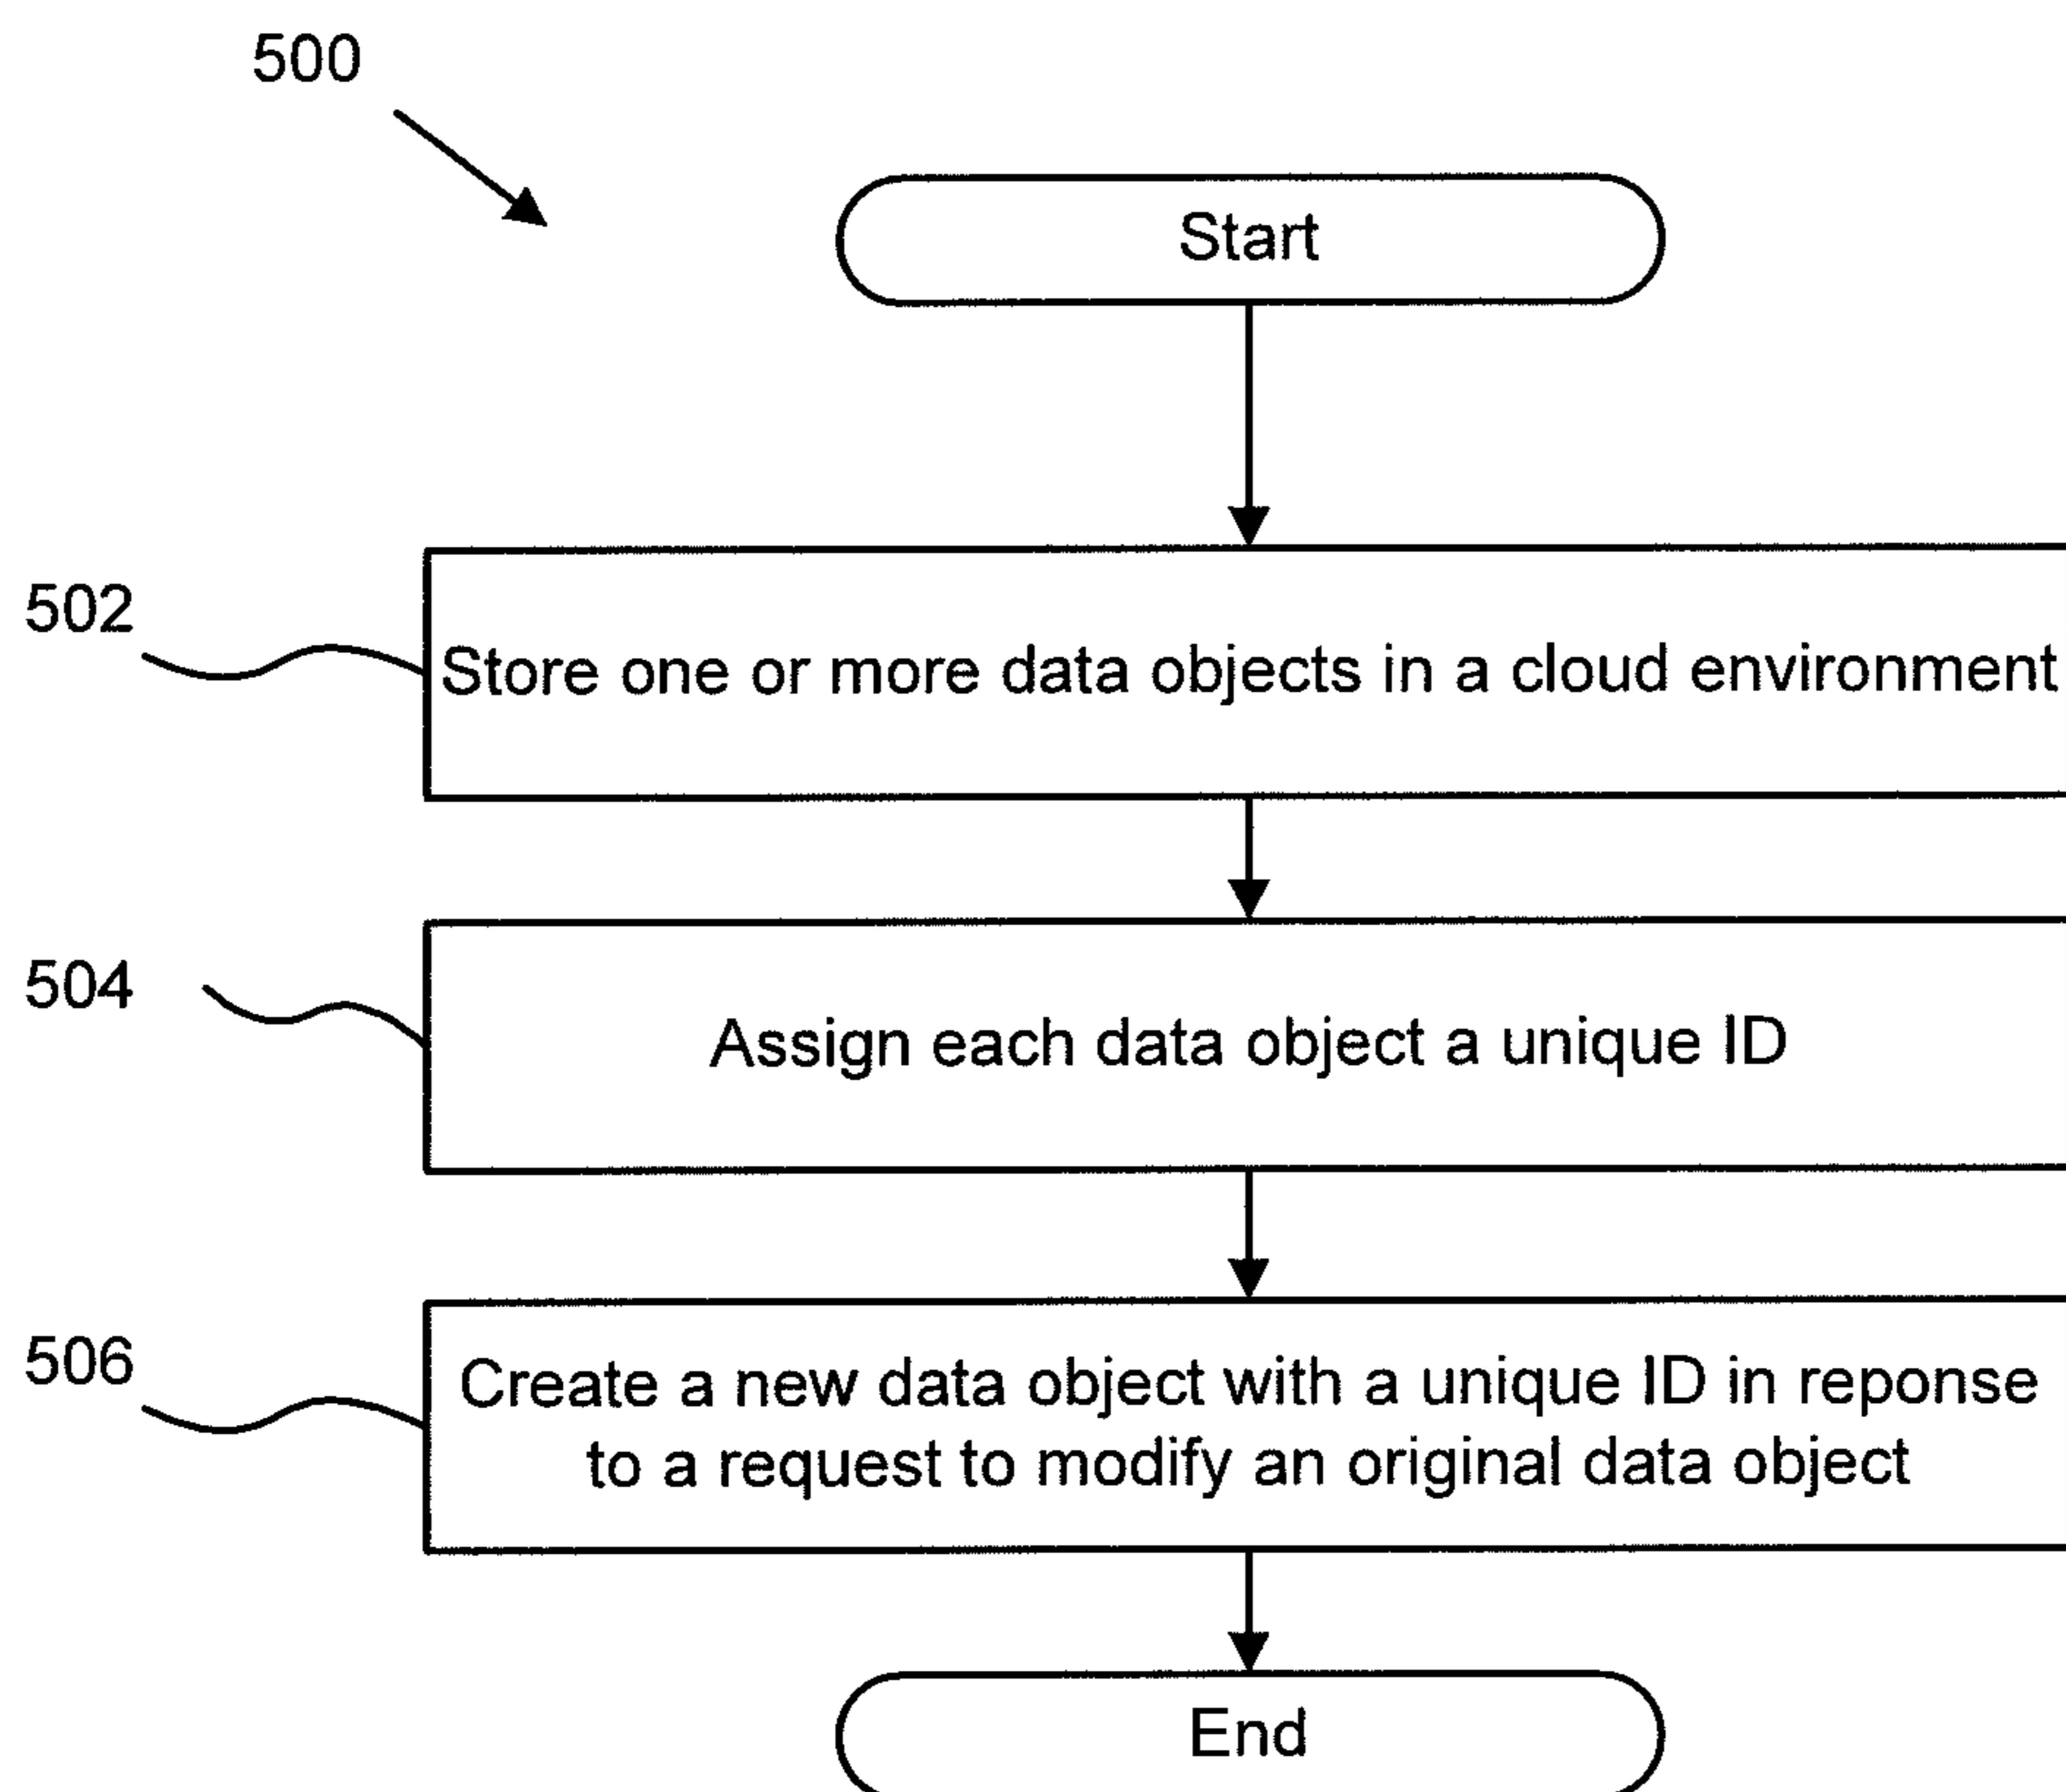 500
Start
502
Store one or more data objects in a cloud environment
504
Assign each data object a unique ID
506
Create a new data object with a unique ID in reponse
to a request to modify an original data object
End